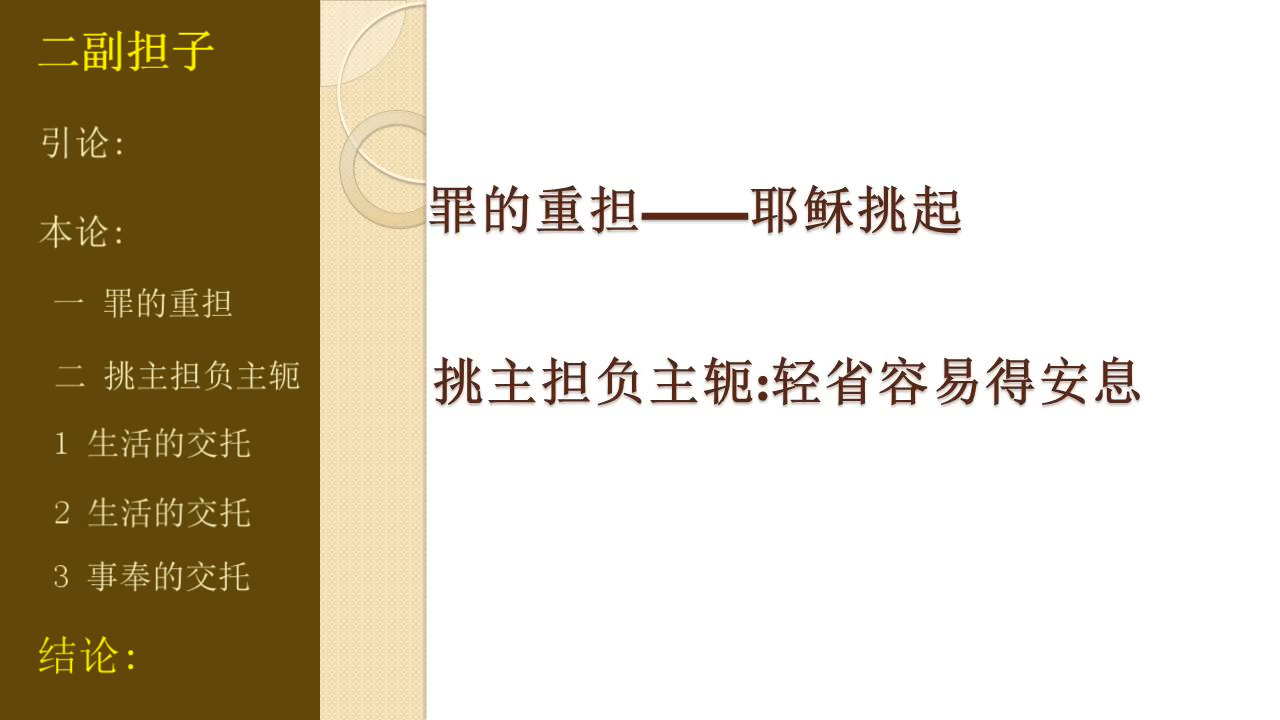 二副担子
引论:
本论:
一 罪的重担
二 挑主担负主轭
1 生活的交托
2 生活的交托
3 事奉的交托
结论:
罪的重担——耶稣挑起
挑主担负主轭:轻省容易得安息